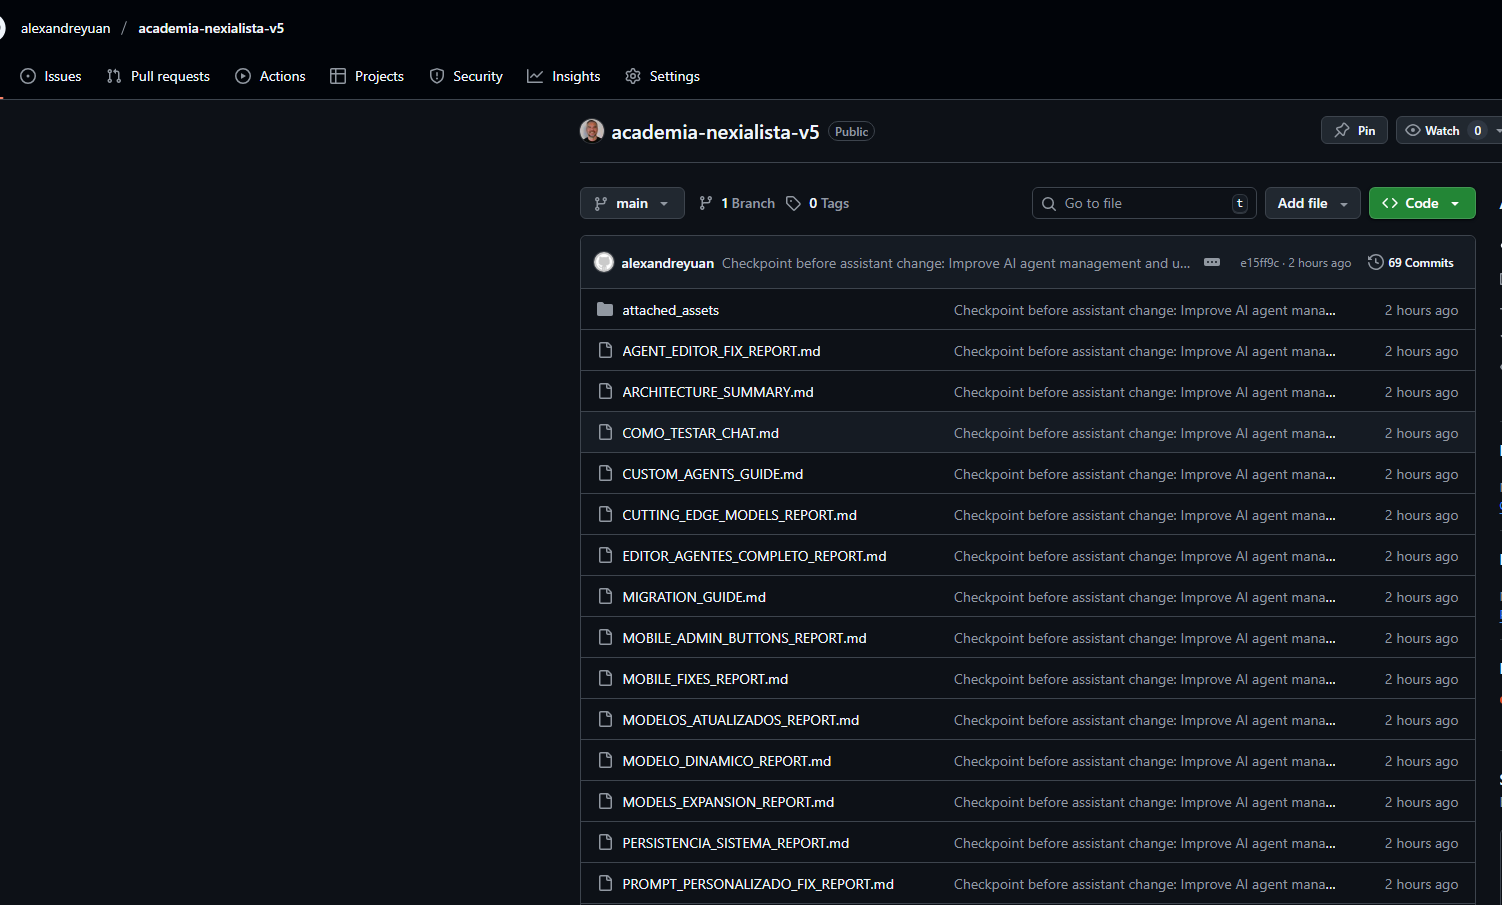 alexandreyuan / academia-nexialista-v5
Issues Pull requests Actions Projects Security Insights Settings
academia-nexialista-v5 Public Pin Watch 0
main 1 Branch 0 Tags Go to file t Add file Code
alexandreyuan Checkpoint before assistant change: Improve AI agent management and u... e15ff9c · 2 hours ago 69 Commits
attached_assets Checkpoint before assistant change: Improve AI agent mana... 2 hours ago
AGENT_EDITOR_FIX_REPORT.md Checkpoint before assistant change: Improve AI agent mana... 2 hours ago
ARCHITECTURE_SUMMARY.md Checkpoint before assistant change: Improve AI agent mana... 2 hours ago
COMO_TESTAR_CHAT.md Checkpoint before assistant change: Improve AI agent mana... 2 hours ago
CUSTOM_AGENTS_GUIDE.md Checkpoint before assistant change: Improve AI agent mana... 2 hours ago
CUTTING_EDGE_MODELS_REPORT.md Checkpoint before assistant change: Improve AI agent mana... 2 hours ago
EDITOR_AGENTES_COMPLETO_REPORT.md Checkpoint before assistant change: Improve AI agent mana... 2 hours ago
MIGRATION_GUIDE.md Checkpoint before assistant change: Improve AI agent mana... 2 hours ago
MOBILE_ADMIN_BUTTONS_REPORT.md Checkpoint before assistant change: Improve AI agent mana... 2 hours ago
MOBILE_FIXES_REPORT.md Checkpoint before assistant change: Improve AI agent mana... 2 hours ago
MODELOS_ATUALIZADOS_REPORT.md Checkpoint before assistant change: Improve AI agent mana... 2 hours ago
MODELO_DINAMICO_REPORT.md Checkpoint before assistant change: Improve AI agent mana... 2 hours ago
MODELS_EXPANSION_REPORT.md Checkpoint before assistant change: Improve AI agent mana... 2 hours ago
PERSISTENCIA_SISTEMA_REPORT.md Checkpoint before assistant change: Improve AI agent mana... 2 hours ago
PROMPT_PERSONALIZADO_FIX_REPORT.md Checkpoint before assistant change: Improve AI agent mana... 2 hours ago